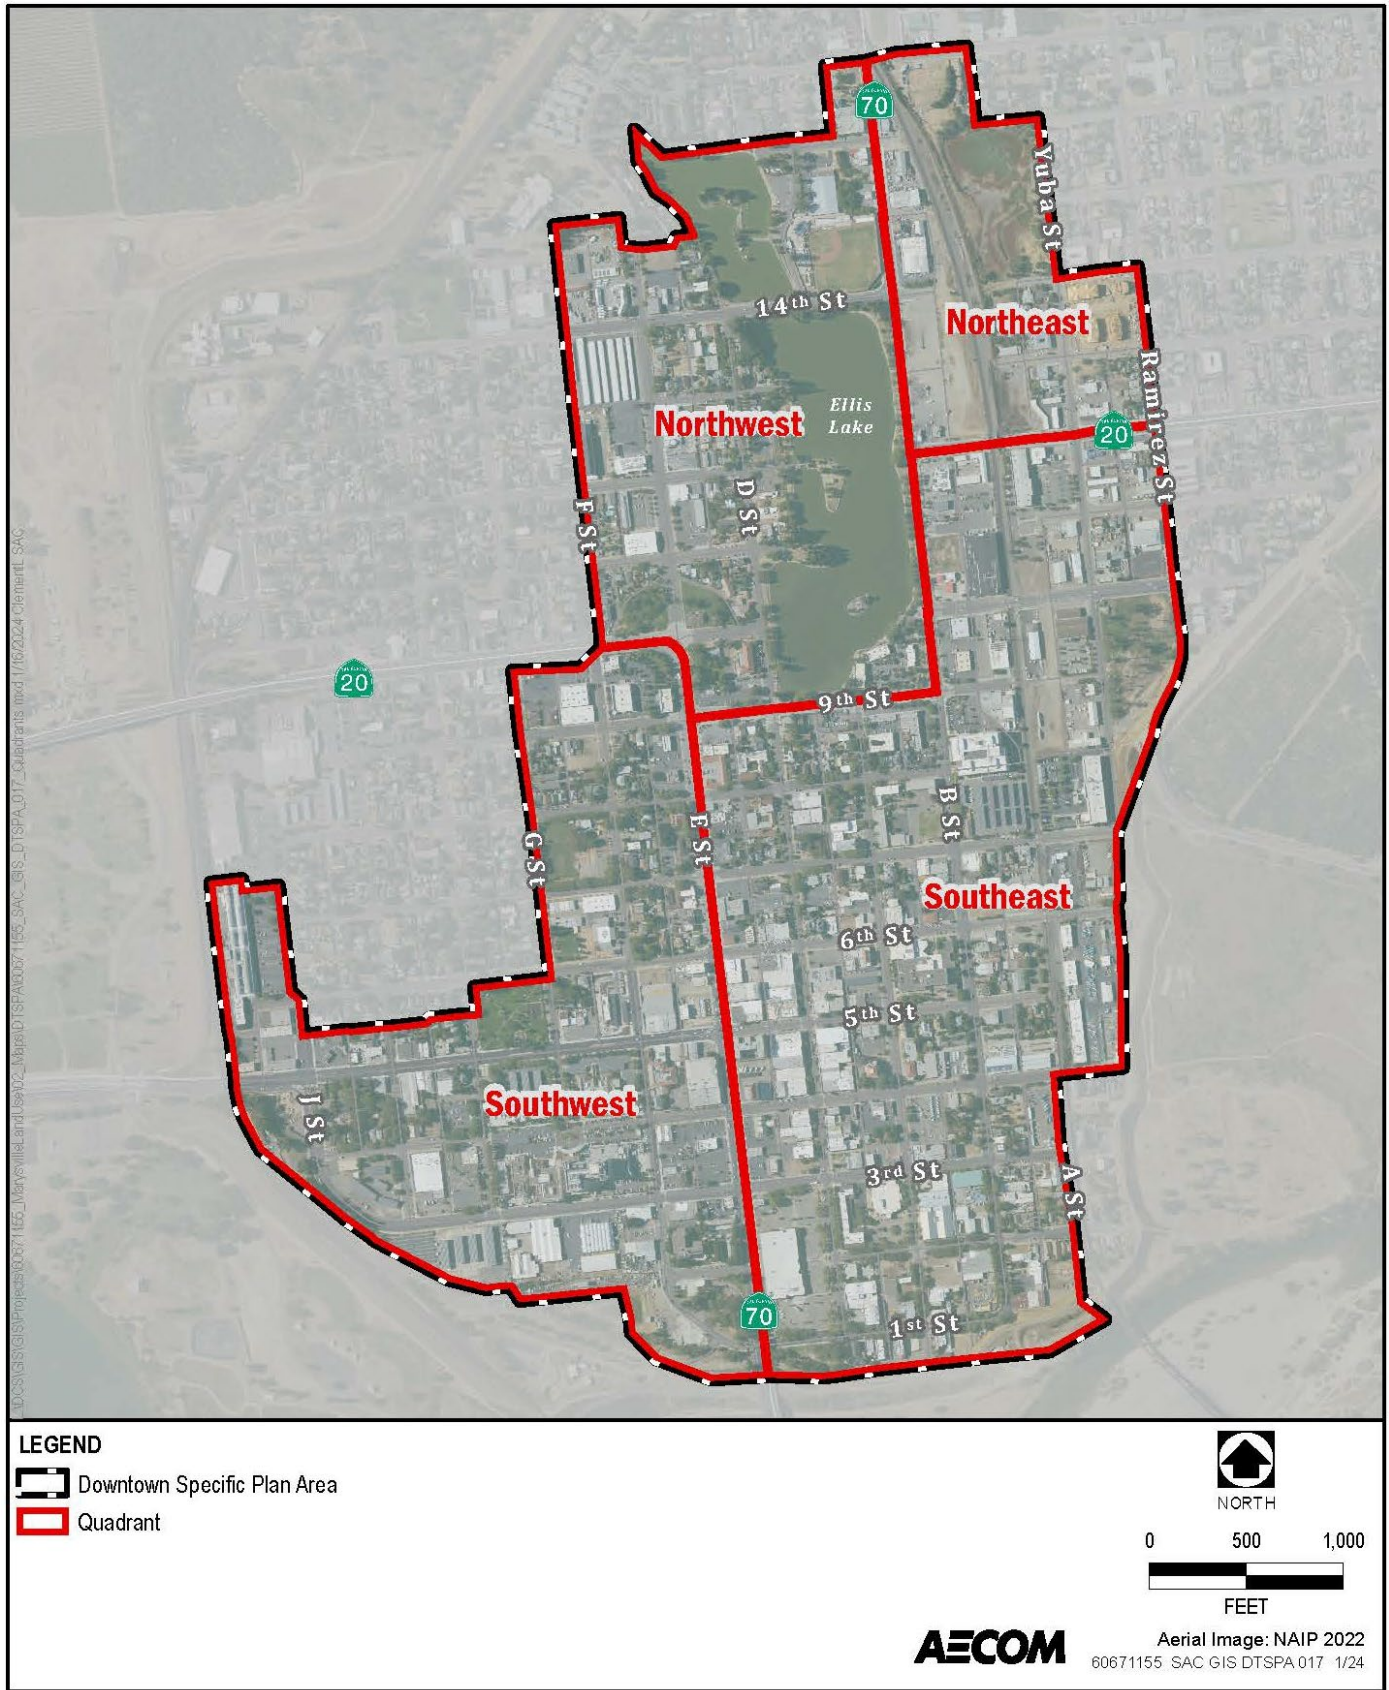 70
Yuba St
14th St
Northeast
Ramirez St
Ellis
Lake
Northwest
20
D St
F St
20
9th St
B St
E St
G St
Southeast
6th St
5th St
Southwest
J St
3rd St
A St
70
1st St
LEGEND
Downtown Specific Plan Area
Quadrant
NORTH
0 500 1,000
FEET
AECOM
Aerial Image: NAIP 2022
60671155 SAC GIS DTSPA 017 1/24